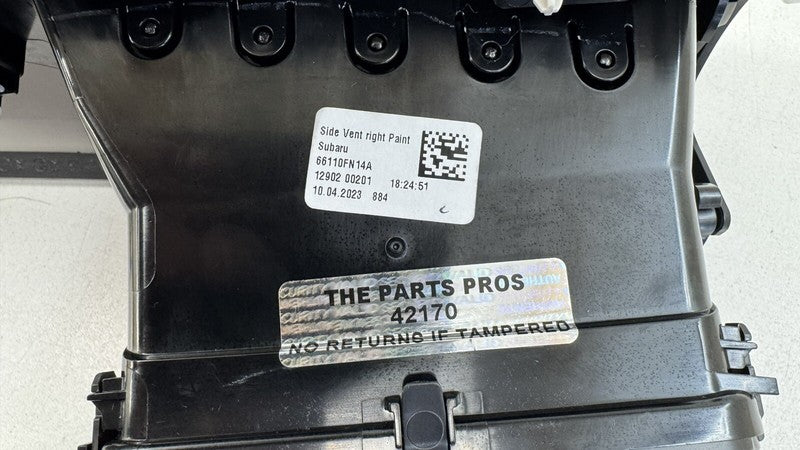 Side Vent right Paint
Subaru
66110FN14A
12902 00201 18:24:51
10.04.2023 884
THE PARTS PROS
42170
NO RETURNS IF TAMPERED